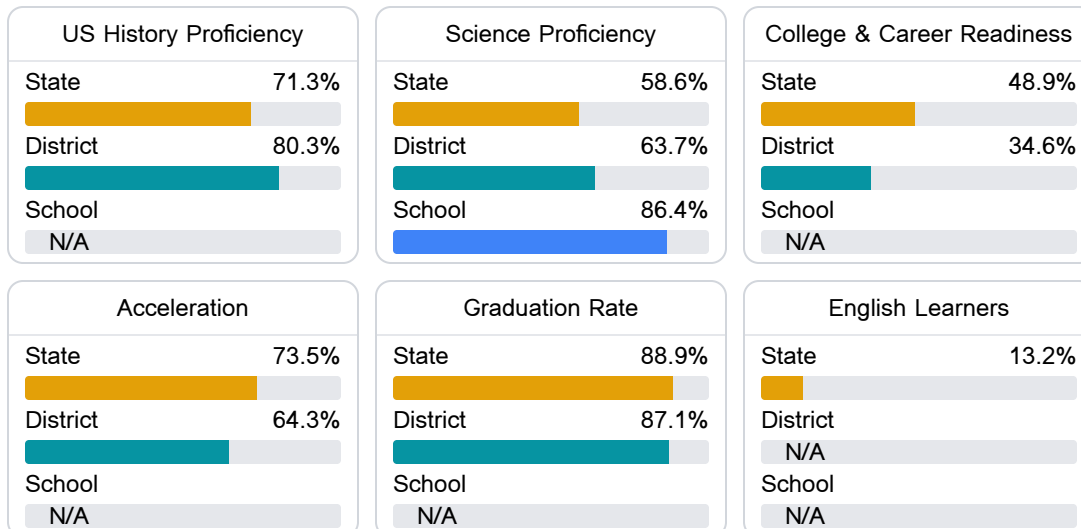 US History Proficiency
State 71.3%
District 80.3%
School
N/A
Science Proficiency
State 58.6%
District 63.7%
School 86.4%
College & Career Readiness
State 48.9%
District 34.6%
School
N/A
Acceleration
State 73.5%
District 64.3%
School
N/A
Graduation Rate
State 88.9%
District 87.1%
School
N/A
English Learners
State 13.2%
District
N/A
School
N/A